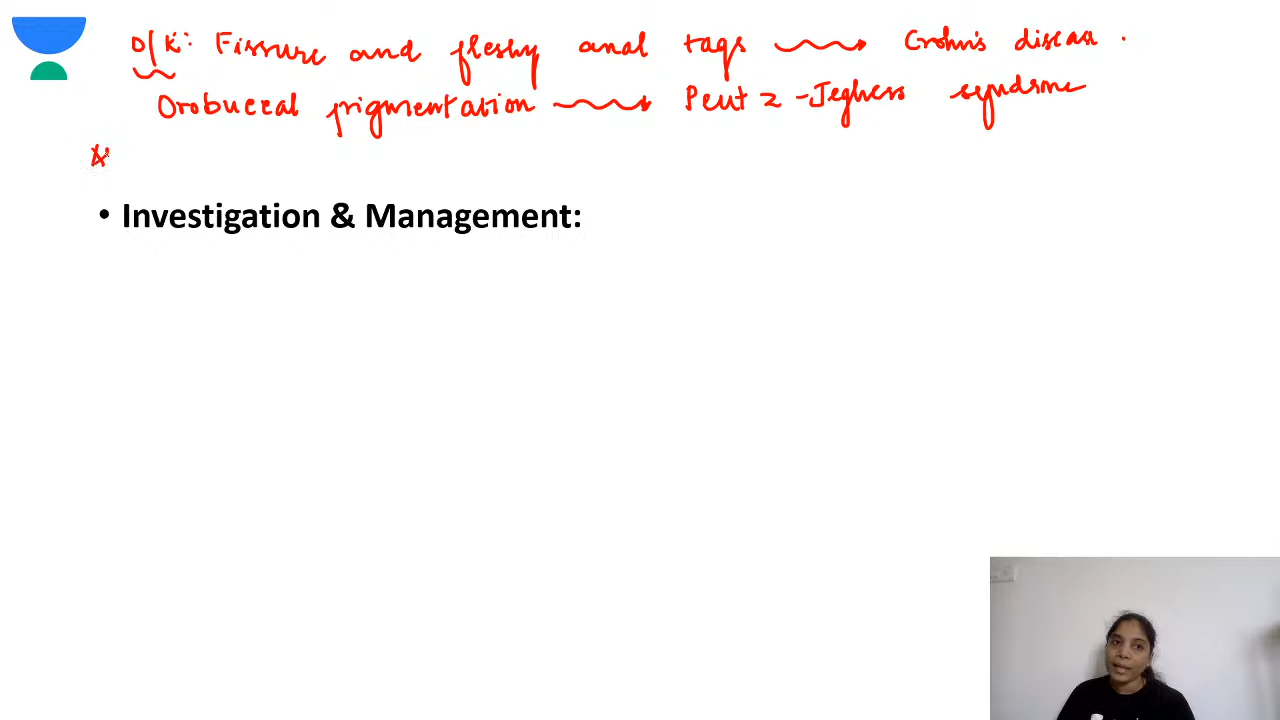 O/E: Fissure and fleshy anal tags → Crohn's disease.
Orobuccal pigmentation → Peutz-Jeghers syndrome
• Investigation & Management: